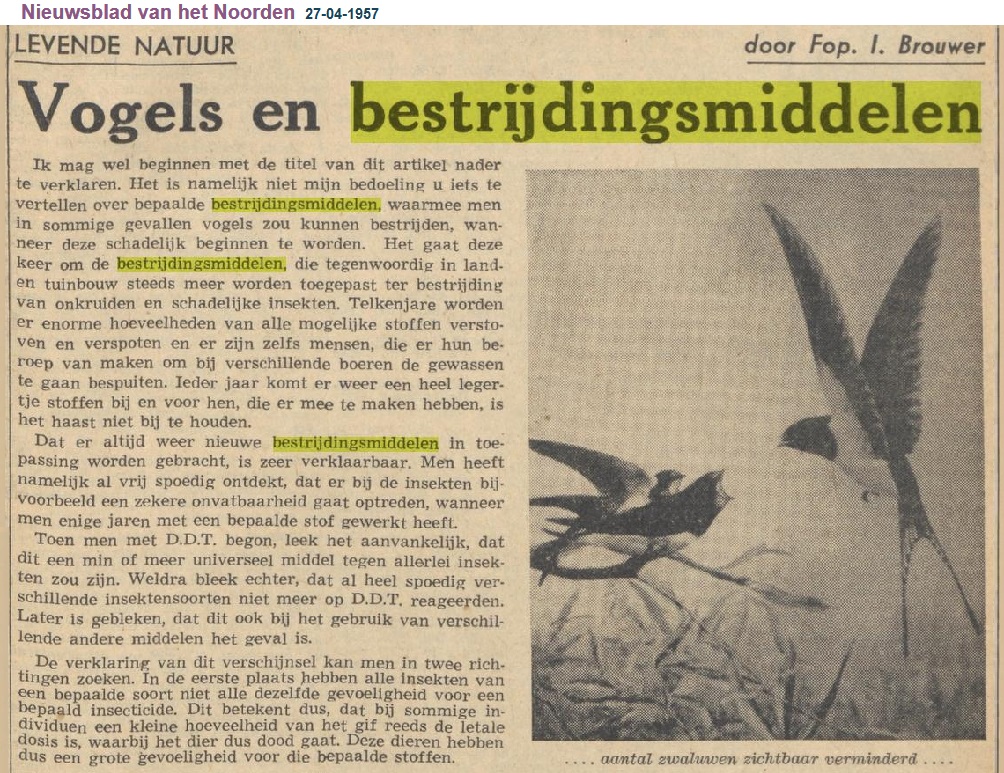 Nieuwsblad van het Noorden 27-04-1957
LEVENDE NATUUR
door Fop. I. Brouwer
Vogels en bestrijdingsmiddelen
Ik mag wel beginnen met de titel van dit artikel nader
te verklaren. Het is namelijk niet mijn bedoeling u iets te
vertellen over bepaalde bestrijdingsmiddelen, waarmee men
in sommige gevallen vogels zou kunnen bestrijden, wan-
neer deze schadelijk beginnen te worden. Het gaat deze
keer om de bestrijdingsmiddelen, die tegenwoordig in land-
en tuinbouw steeds meer worden toegepast ter bestrijding
van onkruiden en schadelijke insekten. Telkenjare worden
er enorme hoeveelheden van alle mogelijke stoffen versto-
ven en verspoten en er zijn zelfs mensen, die er hun be-
roep van maken om bij verschillende boeren de gewassen
te gaan bespuiten. Ieder jaar komt er weer een heel leger-
tje stoffen bij en voor hen, die er mee te maken hebben, is
het haast niet bij te houden.
Dat er altijd weer nieuwe bestrijdingsmiddelen in toe-
passing worden gebracht, is zeer verklaarbaar. Men heeft
namelijk al vrij spoedig ontdekt, dat er bij de insekten bij-
voorbeeld een zekere onvatbaarheid gaat optreden, wanneer
men enige jaren met een bepaalde stof gewerkt heeft.
Toen men met D.D.T. begon, leek het aanvankelijk, dat
dit een min of meer universeel middel tegen allerlei insek-
ten zou zijn. Weldra bleek echter, dat al heel spoedig ver-
schillende insektensoorten niet meer op D.D.T. reageerden.
Later is gebleken, dat dit ook bij het gebruik van verschil-
lende andere middelen het geval is.
De verklaring van dit verschijnsel kan men in twee rich-
tingen zoeken. In de eerste plaats hebben alle insekten van
een bepaalde soort niet alle dezelfde gevoeligheid voor een
bepaald insecticide. Dit betekent dus, dat bij sommige in-
dividuen een kleine hoeveelheid van het gif reeds de letale
dosis is, waarbij het dier dus dood gaat. Deze dieren hebben
dus een grote gevoeligheid voor die bepaalde stoffen.
.... aantal zwaluwen zichtbaar verminderd ....